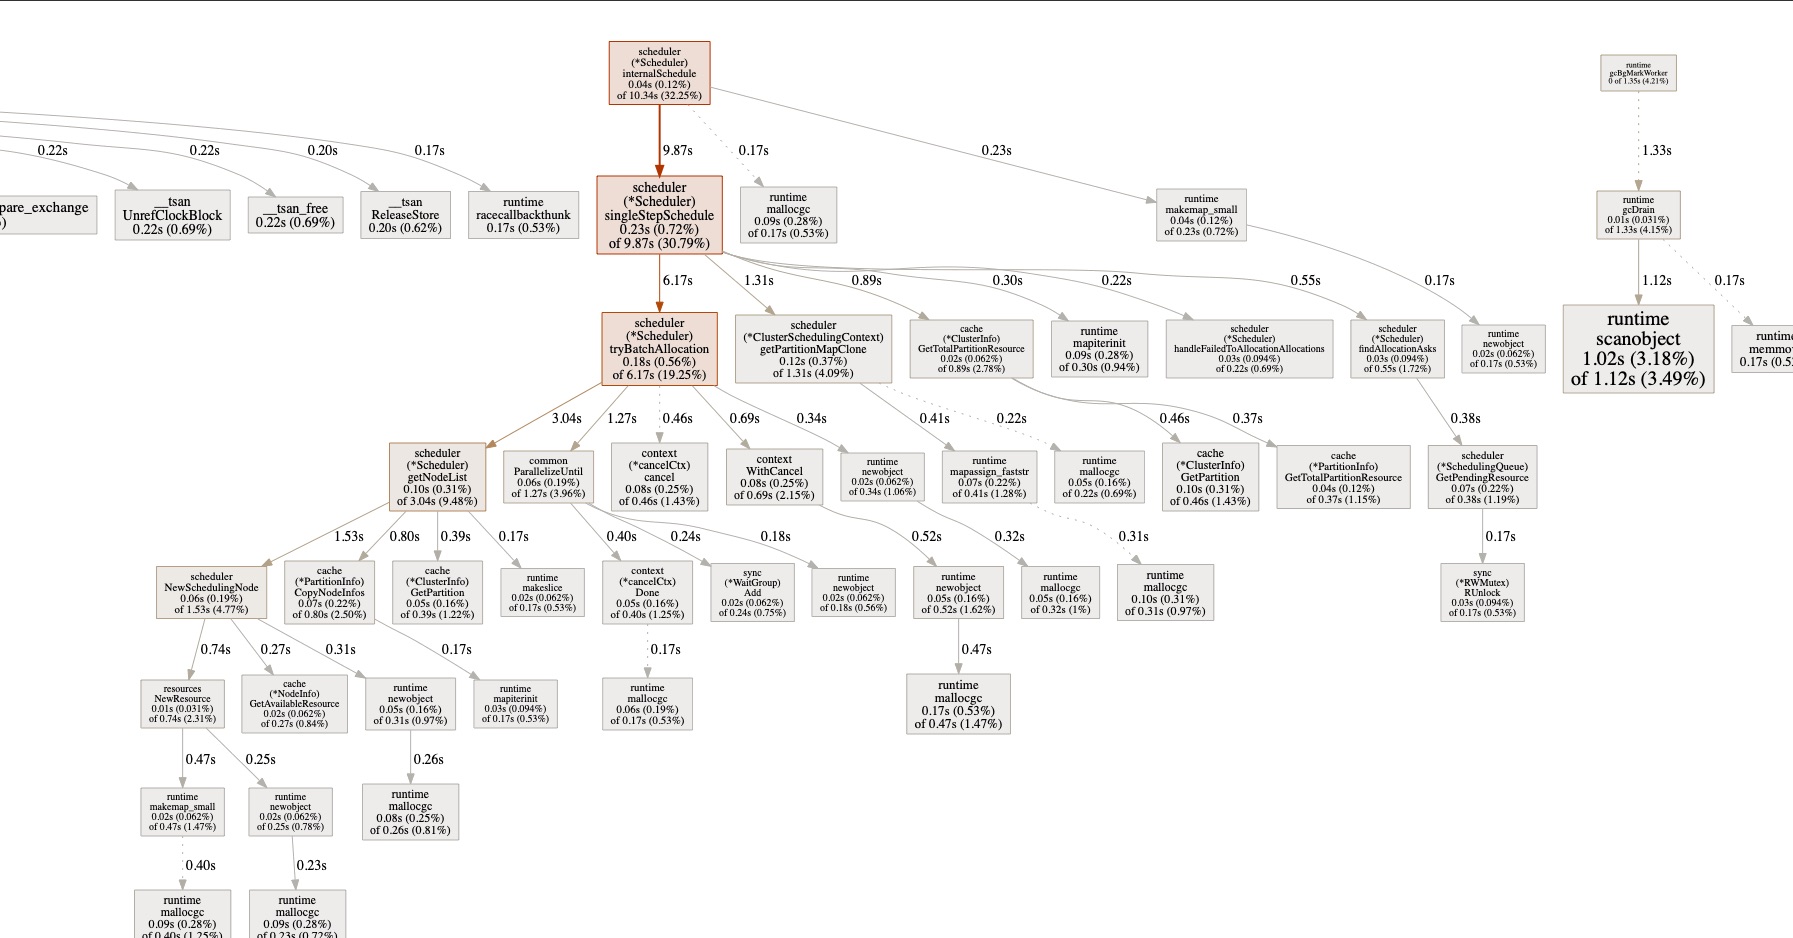 scheduler
(*Scheduler)
internalSchedule
0.04s (0.12%)
of 10.34s (32.25%)
runtime
gcBgMarkWorker
0 of 1.35s (4.21%)
0.22s
0.22s
0.20s
0.17s
9.87s
0.17s
0.23s
1.33s
pare_exchange
)
__tsan
UnrefClockBlock
0.22s (0.69%)
__tsan_free
0.22s (0.69%)
__tsan
ReleaseStore
0.20s (0.62%)
runtime
racecallbackthunk
0.17s (0.53%)
scheduler
(*Scheduler)
singleStepSchedule
0.23s (0.72%)
of 9.87s (30.79%)
runtime
mallocgc
0.09s (0.28%)
of 0.17s (0.53%)
runtime
makemap_small
0.04s (0.12%)
of 0.23s (0.72%)
runtime
gcDrain
0.01s (0.031%)
of 1.33s (4.15%)
6.17s
1.31s
0.89s
0.30s
0.22s
0.55s
0.17s
1.12s
0.17s
scheduler
(*Scheduler)
tryBatchAllocation
0.18s (0.56%)
of 6.17s (19.25%)
scheduler
(*ClusterSchedulingContext)
getPartitionMapClone
0.12s (0.37%)
of 1.31s (4.09%)
cache
(*ClusterInfo)
GetTotalPartitionResource
0.02s (0.062%)
of 0.89s (2.78%)
runtime
mapiterinit
0.09s (0.28%)
of 0.30s (0.94%)
scheduler
(*Scheduler)
handleFailedToAllocationAllocations
0.03s (0.094%)
of 0.22s (0.69%)
scheduler
(*Scheduler)
findAllocationAsks
0.03s (0.094%)
of 0.55s (1.72%)
runtime
newobject
0.02s (0.062%)
of 0.17s (0.53%)
runtime
scanobject
1.02s (3.18%)
of 1.12s (3.49%)
runtime
memmo
0.17s (0.5
3.04s
1.27s
0.46s
0.69s
0.34s
0.41s
0.22s
0.46s
0.37s
0.38s
scheduler
(*Scheduler)
getNodeList
0.10s (0.31%)
of 3.04s (9.48%)
common
ParallelizeUntil
0.06s (0.19%)
of 1.27s (3.96%)
context
(*cancelCtx)
cancel
0.08s (0.25%)
of 0.46s (1.43%)
context
WithCancel
0.08s (0.25%)
of 0.69s (2.15%)
runtime
newobject
0.02s (0.062%)
of 0.34s (1.06%)
runtime
mapassign_faststr
0.07s (0.22%)
of 0.41s (1.28%)
runtime
mallocgc
0.05s (0.16%)
of 0.22s (0.69%)
cache
(*ClusterInfo)
GetPartition
0.10s (0.31%)
of 0.46s (1.43%)
cache
(*PartitionInfo)
GetTotalPartitionResource
0.04s (0.12%)
of 0.37s (1.15%)
scheduler
(*SchedulingQueue)
GetPendingResource
0.07s (0.22%)
of 0.38s (1.19%)
1.53s
0.80s
0.39s
0.17s
0.40s
0.24s
0.18s
0.52s
0.32s
0.31s
0.17s
scheduler
NewSchedulingNode
0.06s (0.19%)
of 1.53s (4.77%)
cache
(*PartitionInfo)
CopyNodeInfos
0.07s (0.22%)
of 0.80s (2.50%)
cache
(*ClusterInfo)
GetPartition
0.05s (0.16%)
of 0.39s (1.22%)
runtime
makeslice
0.02s (0.062%)
of 0.17s (0.53%)
context
(*cancelCtx)
Done
0.05s (0.16%)
of 0.40s (1.25%)
sync
(*WaitGroup)
Add
0.02s (0.062%)
of 0.24s (0.75%)
runtime
newobject
0.02s (0.062%)
of 0.18s (0.56%)
runtime
newobject
0.05s (0.16%)
of 0.52s (1.62%)
runtime
mallocgc
0.05s (0.16%)
of 0.32s (1%)
runtime
mallocgc
0.10s (0.31%)
of 0.31s (0.97%)
sync
(*RWMutex)
RUnlock
0.03s (0.094%)
of 0.17s (0.53%)
0.74s
0.27s
0.31s
0.17s
0.17s
0.47s
resources
NewResource
0.01s (0.031%)
of 0.74s (2.31%)
cache
(*NodeInfo)
GetAvailableResource
0.02s (0.062%)
of 0.27s (0.84%)
runtime
newobject
0.05s (0.16%)
of 0.31s (0.97%)
runtime
mapiterinit
0.03s (0.094%)
of 0.17s (0.53%)
runtime
mallocgc
0.06s (0.19%)
of 0.17s (0.53%)
runtime
mallocgc
0.17s (0.53%)
of 0.47s (1.47%)
0.47s
0.25s
0.26s
runtime
makemap_small
0.02s (0.062%)
of 0.47s (1.47%)
runtime
newobject
0.02s (0.062%)
of 0.25s (0.78%)
runtime
mallocgc
0.08s (0.25%)
of 0.26s (0.81%)
0.40s
0.23s
runtime
mallocgc
0.09s (0.28%)
of 0.40s (1.25%)
runtime
mallocgc
0.09s (0.28%)
of 0.23s (0.72%)